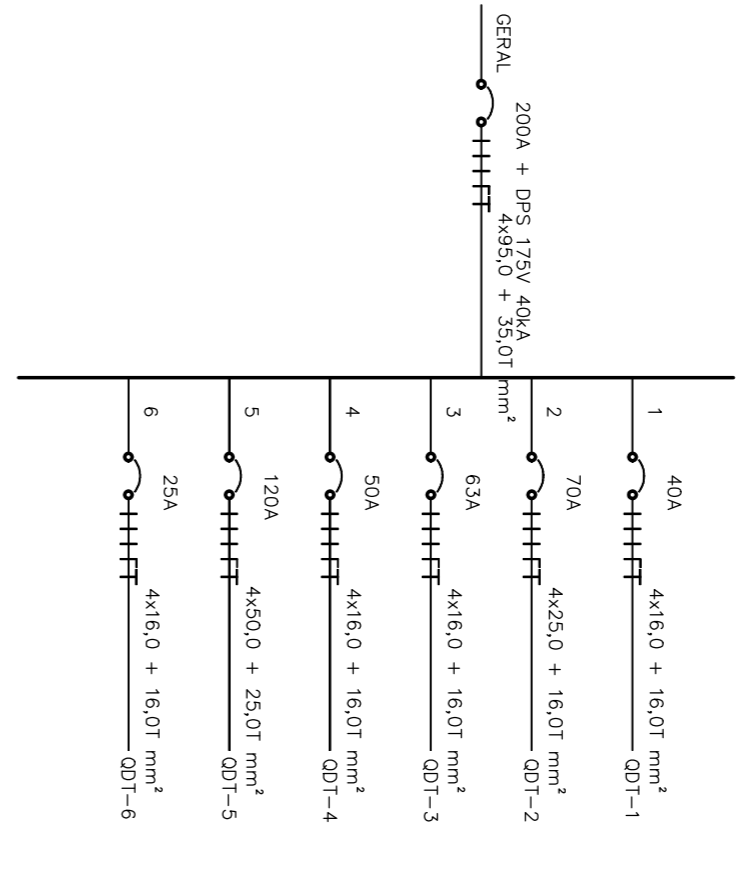 GERAL
200A + DPS 175V 40kA
4x95,0 + 35,0T mm²
1
40A
4x16,0 + 16,0T mm²
QDT-1
2
70A
4x25,0 + 16,0T mm²
QDT-2
3
63A
4x16,0 + 16,0T mm²
QDT-3
4
50A
4x16,0 + 16,0T mm²
QDT-4
5
120A
4x50,0 + 25,0T mm²
QDT-5
6
25A
4x16,0 + 16,0T mm²
QDT-6